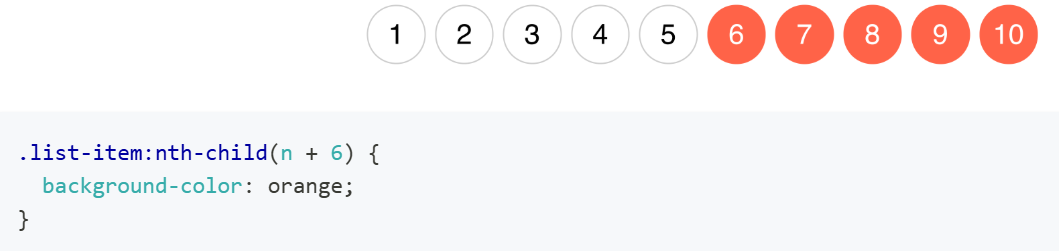 1 2 3 4 5 6 7 8 9 10
.list-item:nth-child(n + 6) {
  background-color: orange;
}